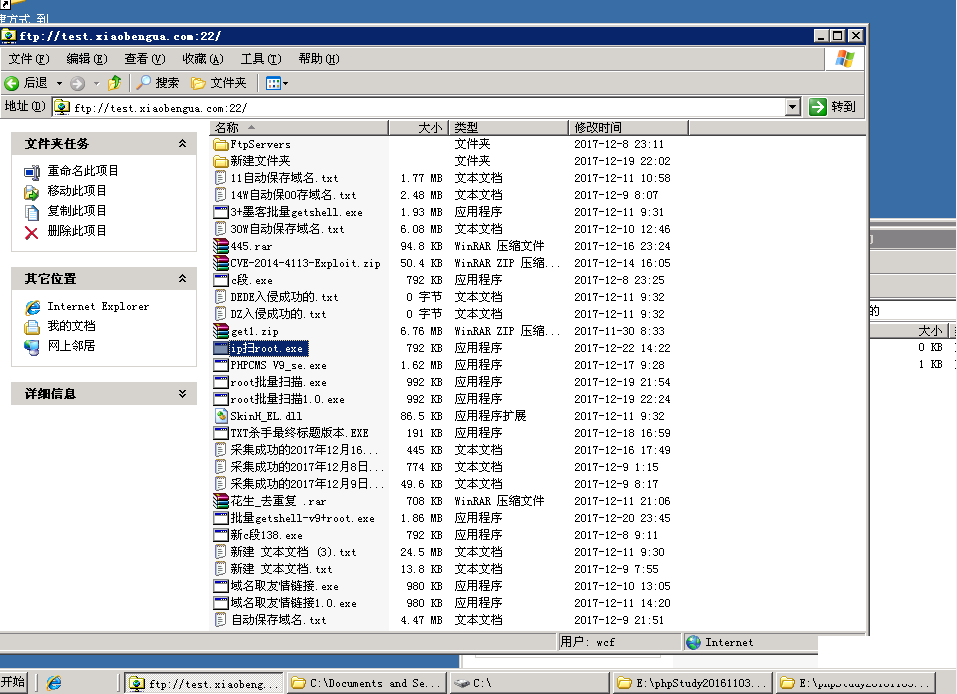 建方式 到
ftp://test.xiaobengua.com:22/
文件(F) 编辑(E) 查看(V) 收藏(A) 工具(T) 帮助(H)
后退 搜索 文件夹
地址(D) ftp://test.xiaobengua.com:22/ 转到
文件夹任务
重命名此项目
移动此项目
复制此项目
删除此项目
其它位置
Internet Explorer
我的文档
网上邻居
详细信息
名称 大小 类型 修改时间
FtpServers 文件夹 2017-12-8 23:11
新建文件夹 文件夹 2017-12-19 22:02
11自动保存域名.txt 1.77 MB 文本文档 2017-12-11 10:58
14W自动保00存域名.txt 2.48 MB 文本文档 2017-12-9 8:07
3+墨客批量getshell.exe 1.93 MB 应用程序 2017-12-11 9:31
30W自动保存域名.txt 6.08 MB 文本文档 2017-12-10 12:46
445.rar 94.8 KB WinRAR 压缩文件 2017-12-16 23:24
CVE-2014-4113-Exploit.zip 50.4 KB WinRAR ZIP 压缩... 2017-12-14 16:05
c段.exe 792 KB 应用程序 2017-12-8 23:25
DEDE入侵成功的.txt 0 字节 文本文档 2017-12-11 9:32
DZ入侵成功的.txt 0 字节 文本文档 2017-12-11 9:32
get1.zip 6.76 MB WinRAR ZIP 压缩... 2017-11-30 8:33
ip扫root.exe 792 KB 应用程序 2017-12-22 14:22
PHPCMS V9_se.exe 1.62 MB 应用程序 2017-12-17 9:28
root批量扫描.exe 992 KB 应用程序 2017-12-19 21:54
root批量扫描1.0.exe 992 KB 应用程序 2017-12-19 22:24
SkinH_EL.dll 86.5 KB 应用程序扩展 2017-12-11 9:32
TXT杀手最终标题版本.EXE 191 KB 应用程序 2017-12-18 16:59
采集成功的2017年12月16... 445 KB 文本文档 2017-12-16 17:49
采集成功的2017年12月8日... 774 KB 文本文档 2017-12-9 1:15
采集成功的2017年12月9日... 49.6 KB 文本文档 2017-12-9 8:17
花生_去重复 .rar 708 KB WinRAR 压缩文件 2017-12-11 21:06
批量getshell-v9+root.exe 1.86 MB 应用程序 2017-12-20 23:45
新c段138.exe 792 KB 应用程序 2017-12-8 9:11
新建 文本文档 (3).txt 24.5 MB 文本文档 2017-12-11 9:30
新建 文本文档.txt 13.8 KB 文本文档 2017-12-9 7:55
域名取友情链接.exe 980 KB 应用程序 2017-12-10 13:05
域名取友情链接1.0.exe 980 KB 应用程序 2017-12-11 14:20
自动保存域名.txt 4.47 MB 文本文档 2017-12-9 21:51
用户: wcf Internet
的
大小
0 KB
1 KB
开始 ftp://test.xiaobeng... C:\Documents and Se... C:\ E:\phpStudy20161103... E:\phpStudy20161103...